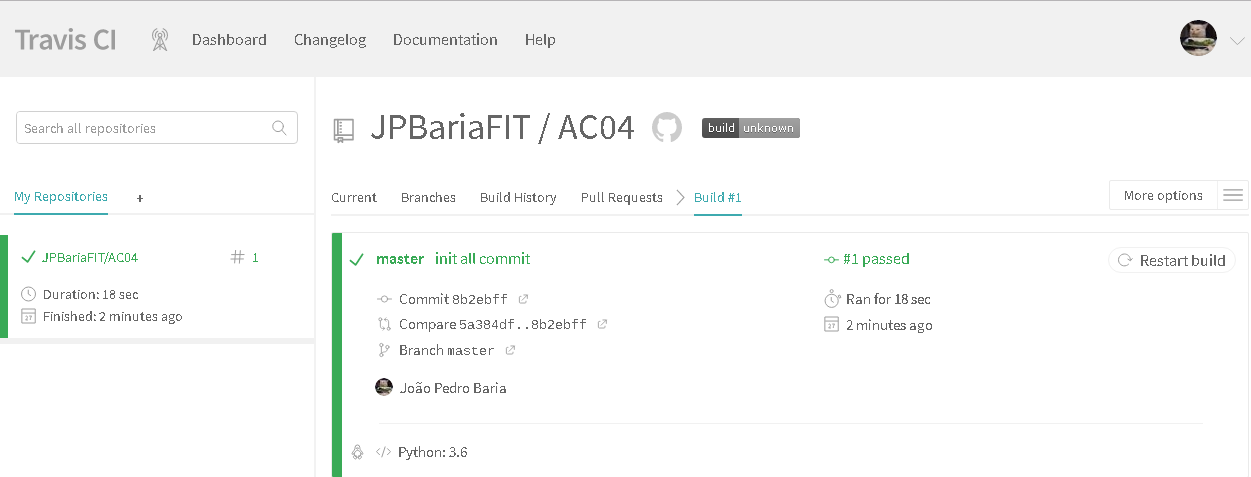 Travis CI Dashboard Changelog Documentation Help
Search all repositories
My Repositories +
JPBariaFIT/AC04 # 1
Duration: 18 sec
27 Finished: 2 minutes ago
JPBariaFIT / AC04 build unknown
Current Branches Build History Pull Requests Build #1 More options
master init all commit #1 passed Restart build
Commit 8b2ebff Ran for 18 sec
Compare 5a384df..8b2ebff 27 2 minutes ago
Branch master
João Pedro Baria
</> Python: 3.6